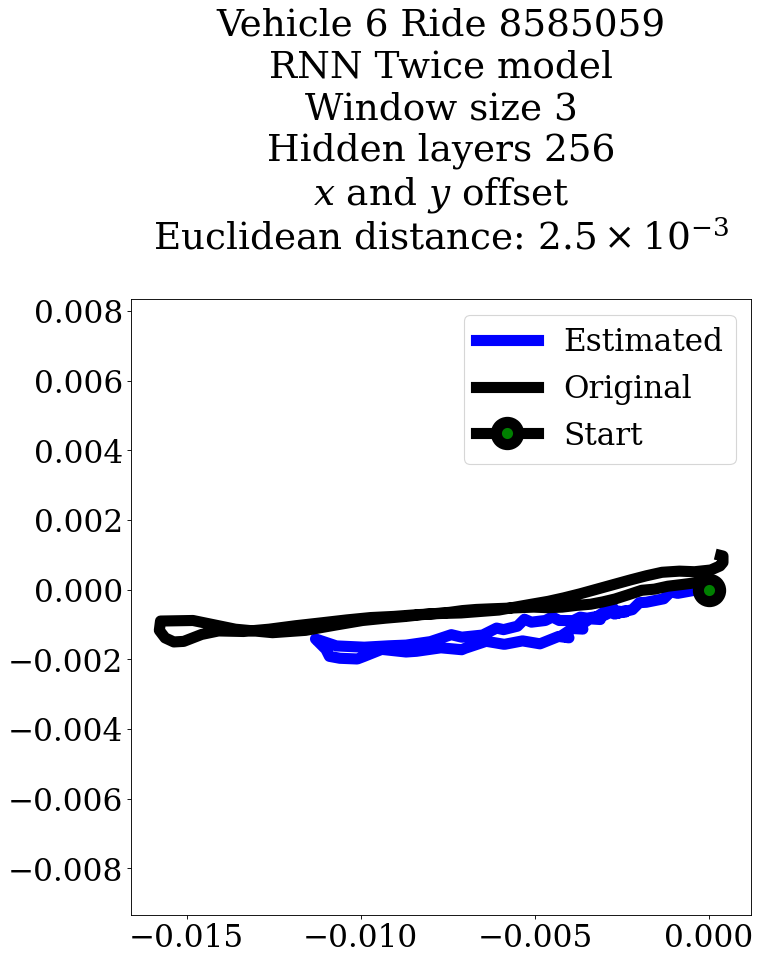 Vehicle 6 Ride 8585059
RNN Twice model
Window size 3
Hidden layers 256
x and y offset
Euclidean distance: 2.5 × 10⁻³
Estimated
Original
Start
0.008
0.006
0.004
0.002
0.000
−0.002
−0.004
−0.006
−0.008
−0.015 −0.010 −0.005 0.000